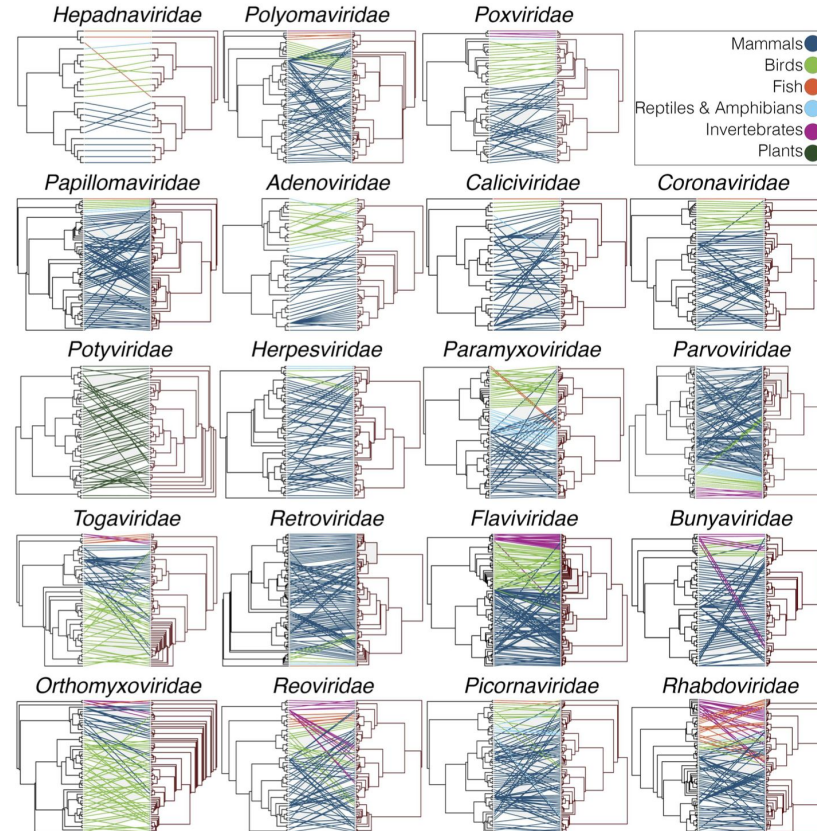 Hepadnaviridae
Polyomaviridae
Poxviridae
Mammals
Birds
Fish
Reptiles & Amphibians
Invertebrates
Plants
Papillomaviridae
Adenoviridae
Caliciviridae
Coronaviridae
Potyviridae
Herpesviridae
Paramyxoviridae
Parvoviridae
Togaviridae
Retroviridae
Flaviviridae
Bunyaviridae
Orthomyxoviridae
Reoviridae
Picornaviridae
Rhabdoviridae